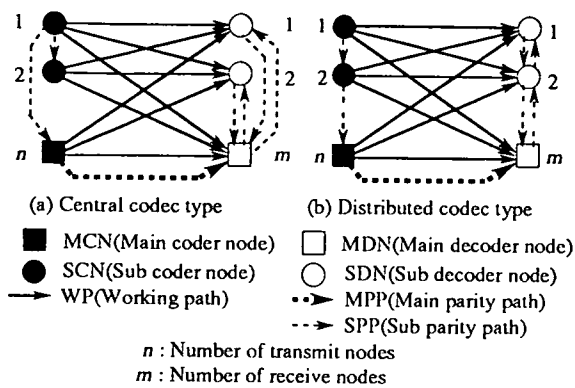 1 1 1 1
2 2 2 2
n m n m
(a) Central codec type (b) Distributed codec type
MCN(Main coder node) MDN(Main decoder node)
SCN(Sub coder node) SDN(Sub decoder node)
WP(Working path) MPP(Main parity path)
SPP(Sub parity path)
n : Number of transmit nodes
m : Number of receive nodes